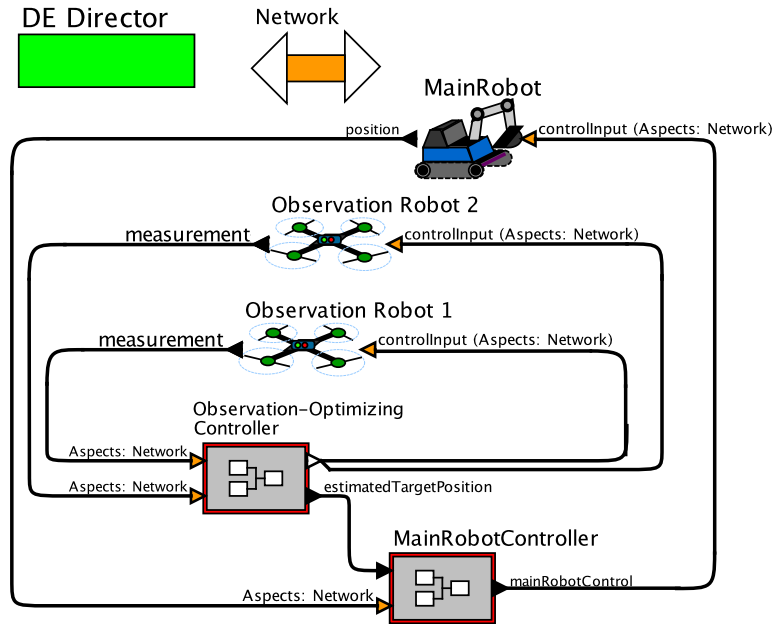 DE Director
Network
MainRobot
position
controlInput (Aspects: Network)
Observation Robot 2
measurement
controlInput (Aspects: Network)
Observation Robot 1
measurement
controlInput (Aspects: Network)
Observation-Optimizing
Controller
Aspects: Network
Aspects: Network
estimatedTargetPosition
MainRobotController
mainRobotControl
Aspects: Network